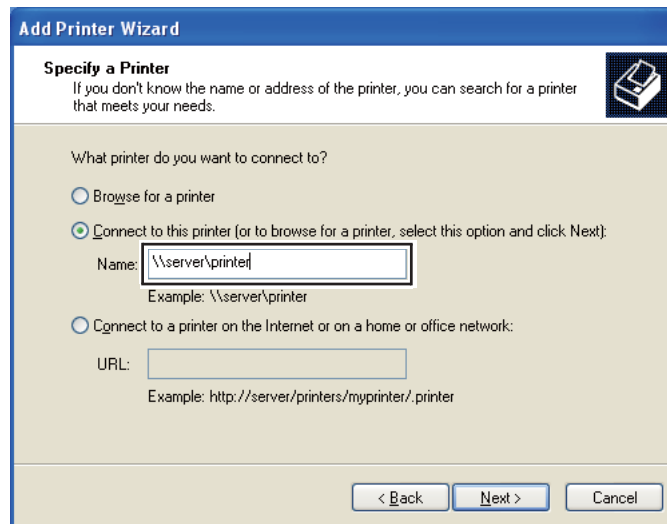 Add Printer Wizard
Specify a Printer
If you don't know the name or address of the printer, you can search for a printer
that meets your needs.
What printer do you want to connect to?
Browse for a printer
Connect to this printer (or to browse for a printer, select this option and click Next):
Name: \\server\printer
Example: \\server\printer
Connect to a printer on the Internet or on a home or office network:
URL:
Example: http://server/printers/myprinter/.printer
< Back Next > Cancel